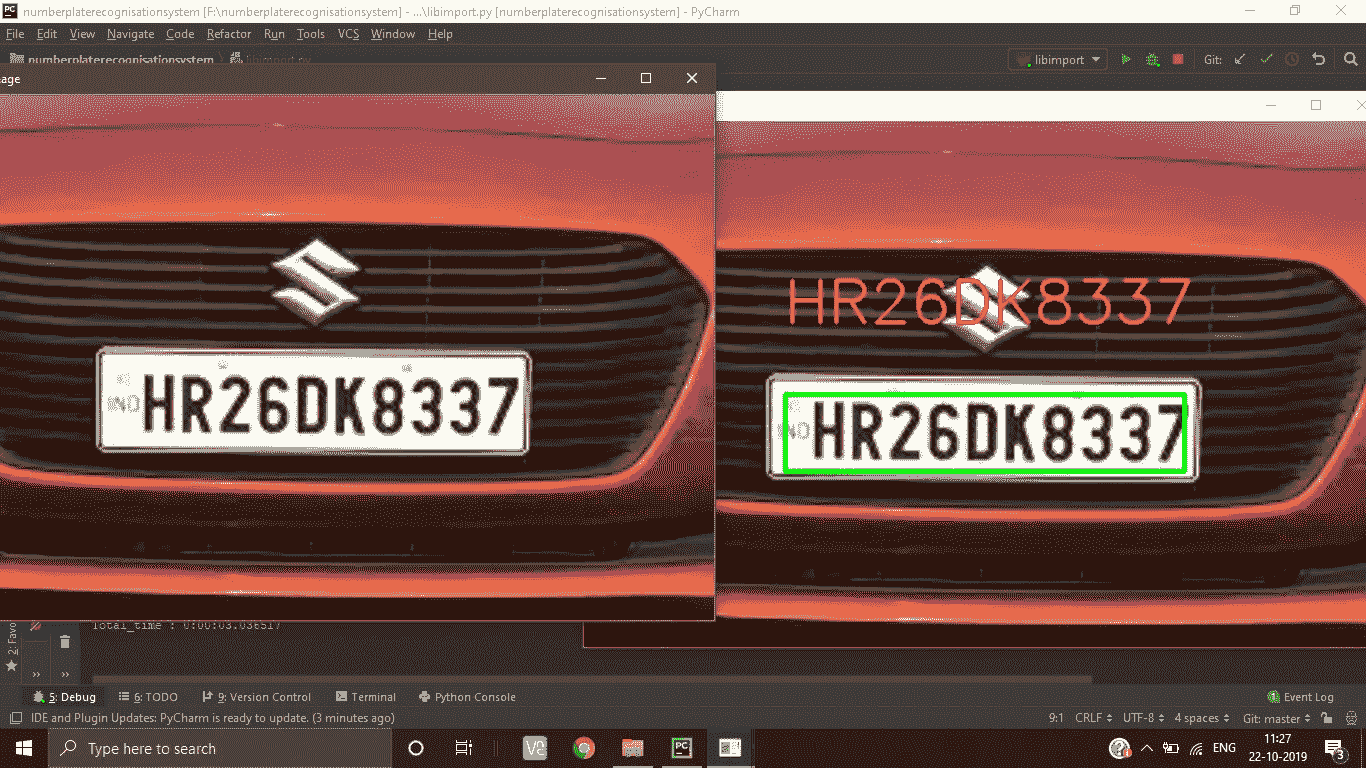 numberplaterecognisationsystem [F:\numberplaterecognisationsystem] - ...\libimport.py [numberplaterecognisationsystem] - PyCharm
File Edit View Navigate Code Refactor Run Tools VCS Window Help
numberplaterecognisationsystem libimport.py
libimport Git:
age
HR26DK8337
IND HR26DK8337
IND HR26DK8337
Total_time : 0:00:03.036517
2: Favo
5: Debug 6: TODO 9: Version Control Terminal Python Console Event Log
IDE and Plugin Updates: PyCharm is ready to update. (3 minutes ago) 9:1 CRLF UTF-8 4 spaces Git: master
Type here to search ENG 11:27
22-10-2019 3